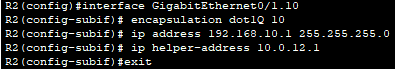 R2(config)#interface GigabitEthernet0/1.10
R2(config-subif)# encapsulation dot1Q 10
R2(config-subif)# ip address 192.168.10.1 255.255.255.0
R2(config-subif)# ip helper-address 10.0.12.1
R2(config-subif)#exit